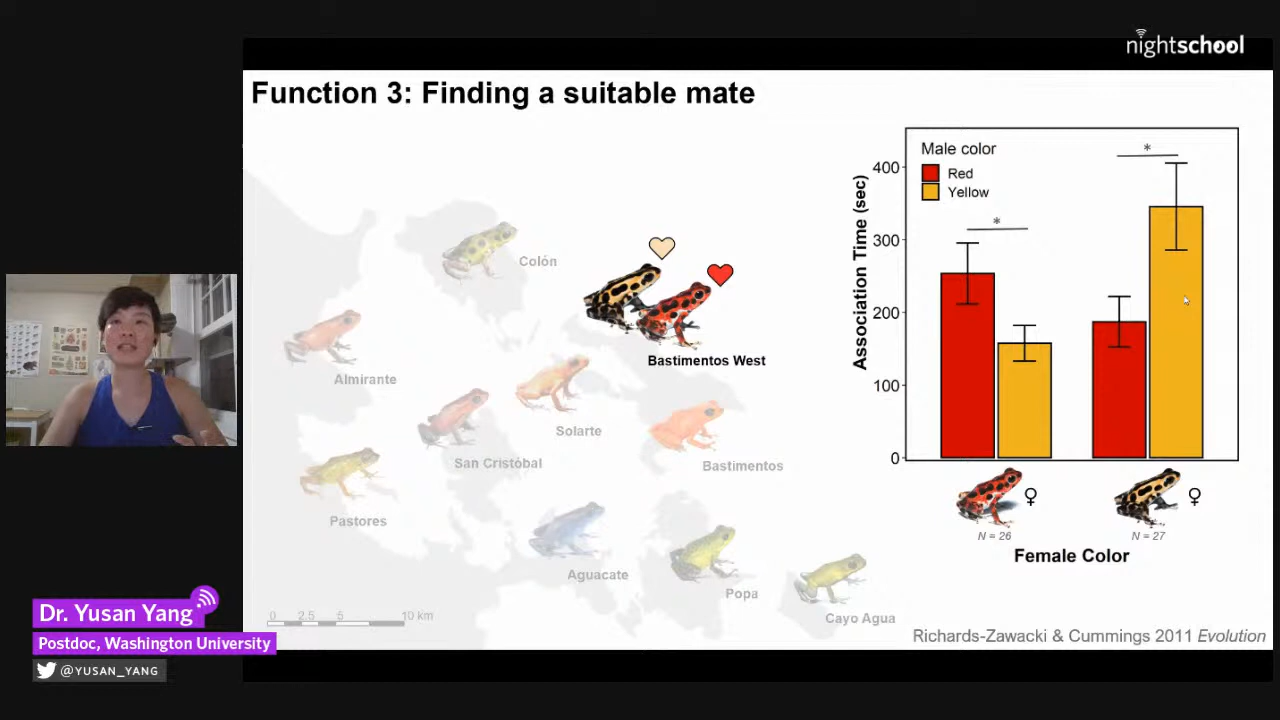 nightschool
Function 3: Finding a suitable mate
Colón
Almirante
Bastimentos West
Solarte
San Cristóbal
Bastimentos
Pastores
Aguacate
Popa
Cayo Agua
0 2.5 5 10 km
Male color
Red
Yellow
*
*
Association Time (sec)
400
300
200
100
0
♀
♀
N = 26
N = 27
Female Color
Richards-Zawacki & Cummings 2011 Evolution
Dr. Yusan Yang
Postdoc, Washington University
@YUSAN_YANG